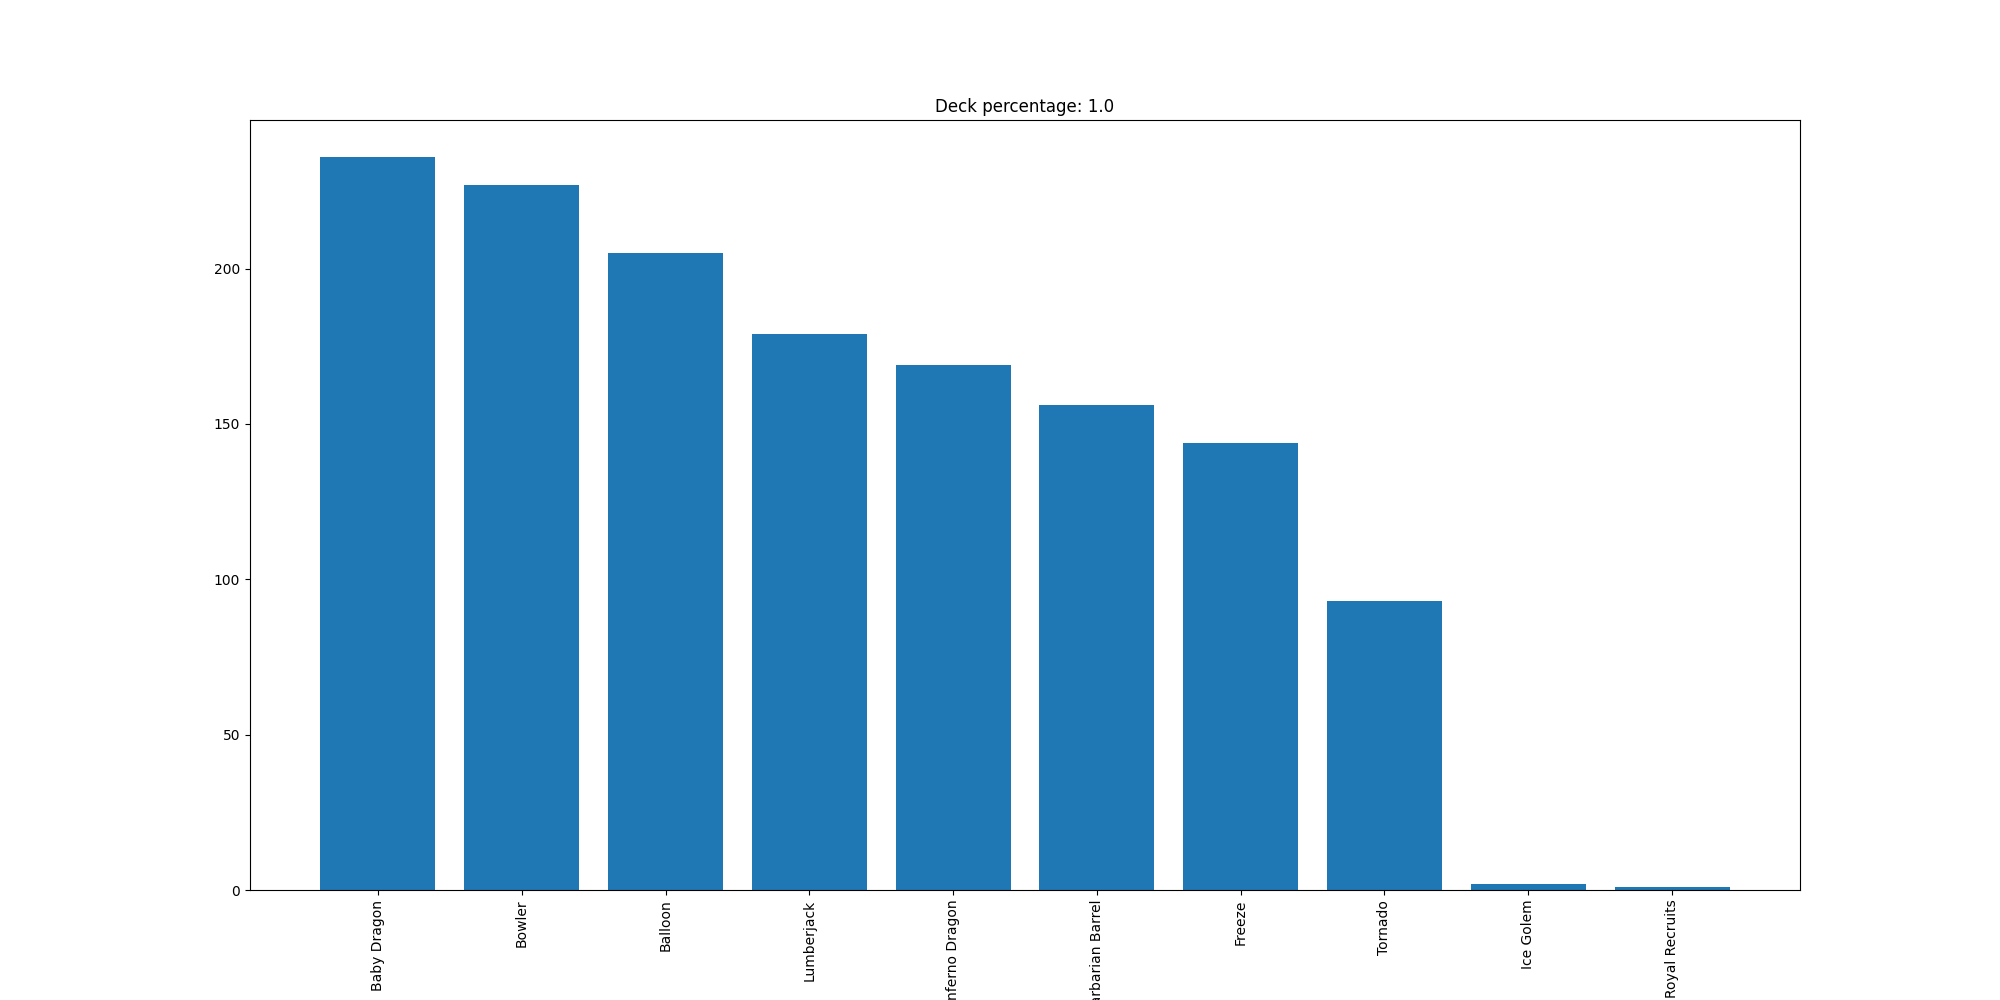 Deck percentage: 1.0
200
150
100
50
0
Baby Dragon
Bowler
Balloon
Lumberjack
nferno Dragon
arbarian Barrel
Freeze
Tornado
Ice Golem
Royal Recruits